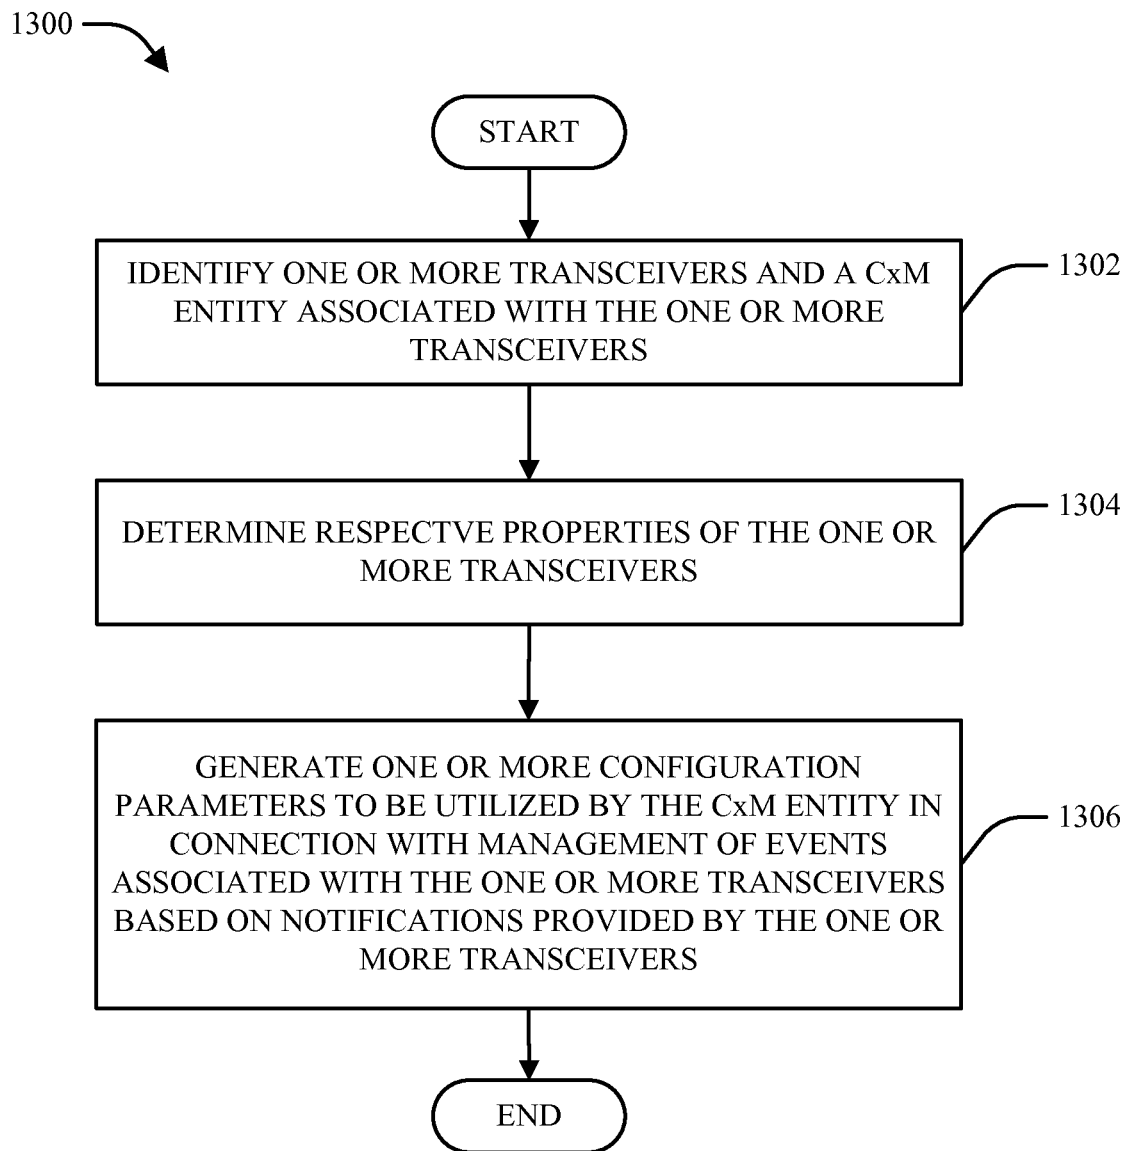 1300
START
IDENTIFY ONE OR MORE TRANSCEIVERS AND A CxM
ENTITY ASSOCIATED WITH THE ONE OR MORE
TRANSCEIVERS
1302
DETERMINE RESPECTVE PROPERTIES OF THE ONE OR
MORE TRANSCEIVERS
1304
GENERATE ONE OR MORE CONFIGURATION
PARAMETERS TO BE UTILIZED BY THE CxM ENTITY IN
CONNECTION WITH MANAGEMENT OF EVENTS
ASSOCIATED WITH THE ONE OR MORE TRANSCEIVERS
BASED ON NOTIFICATIONS PROVIDED BY THE ONE OR
MORE TRANSCEIVERS
1306
END